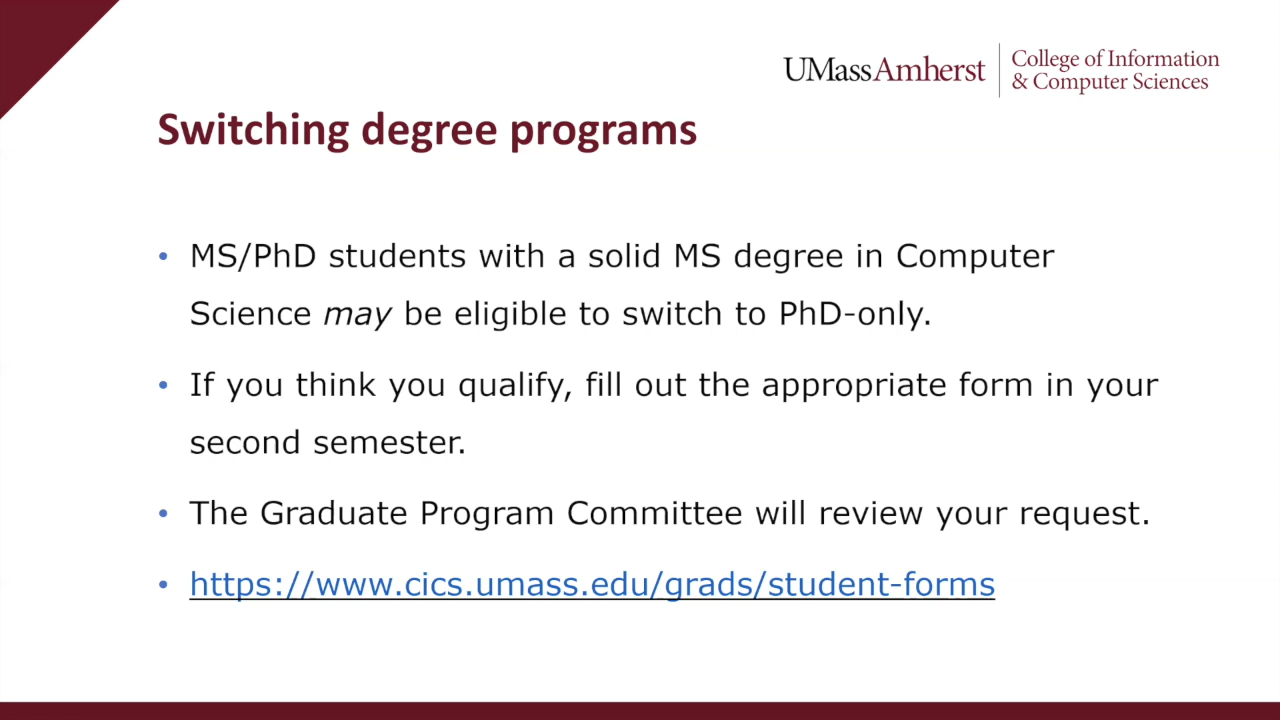 UMassAmherst
College of Information
& Computer Sciences
Switching degree programs
• MS/PhD students with a solid MS degree in Computer
Science may be eligible to switch to PhD-only.
• If you think you qualify, fill out the appropriate form in your
second semester.
• The Graduate Program Committee will review your request.
• https://www.cics.umass.edu/grads/student-forms